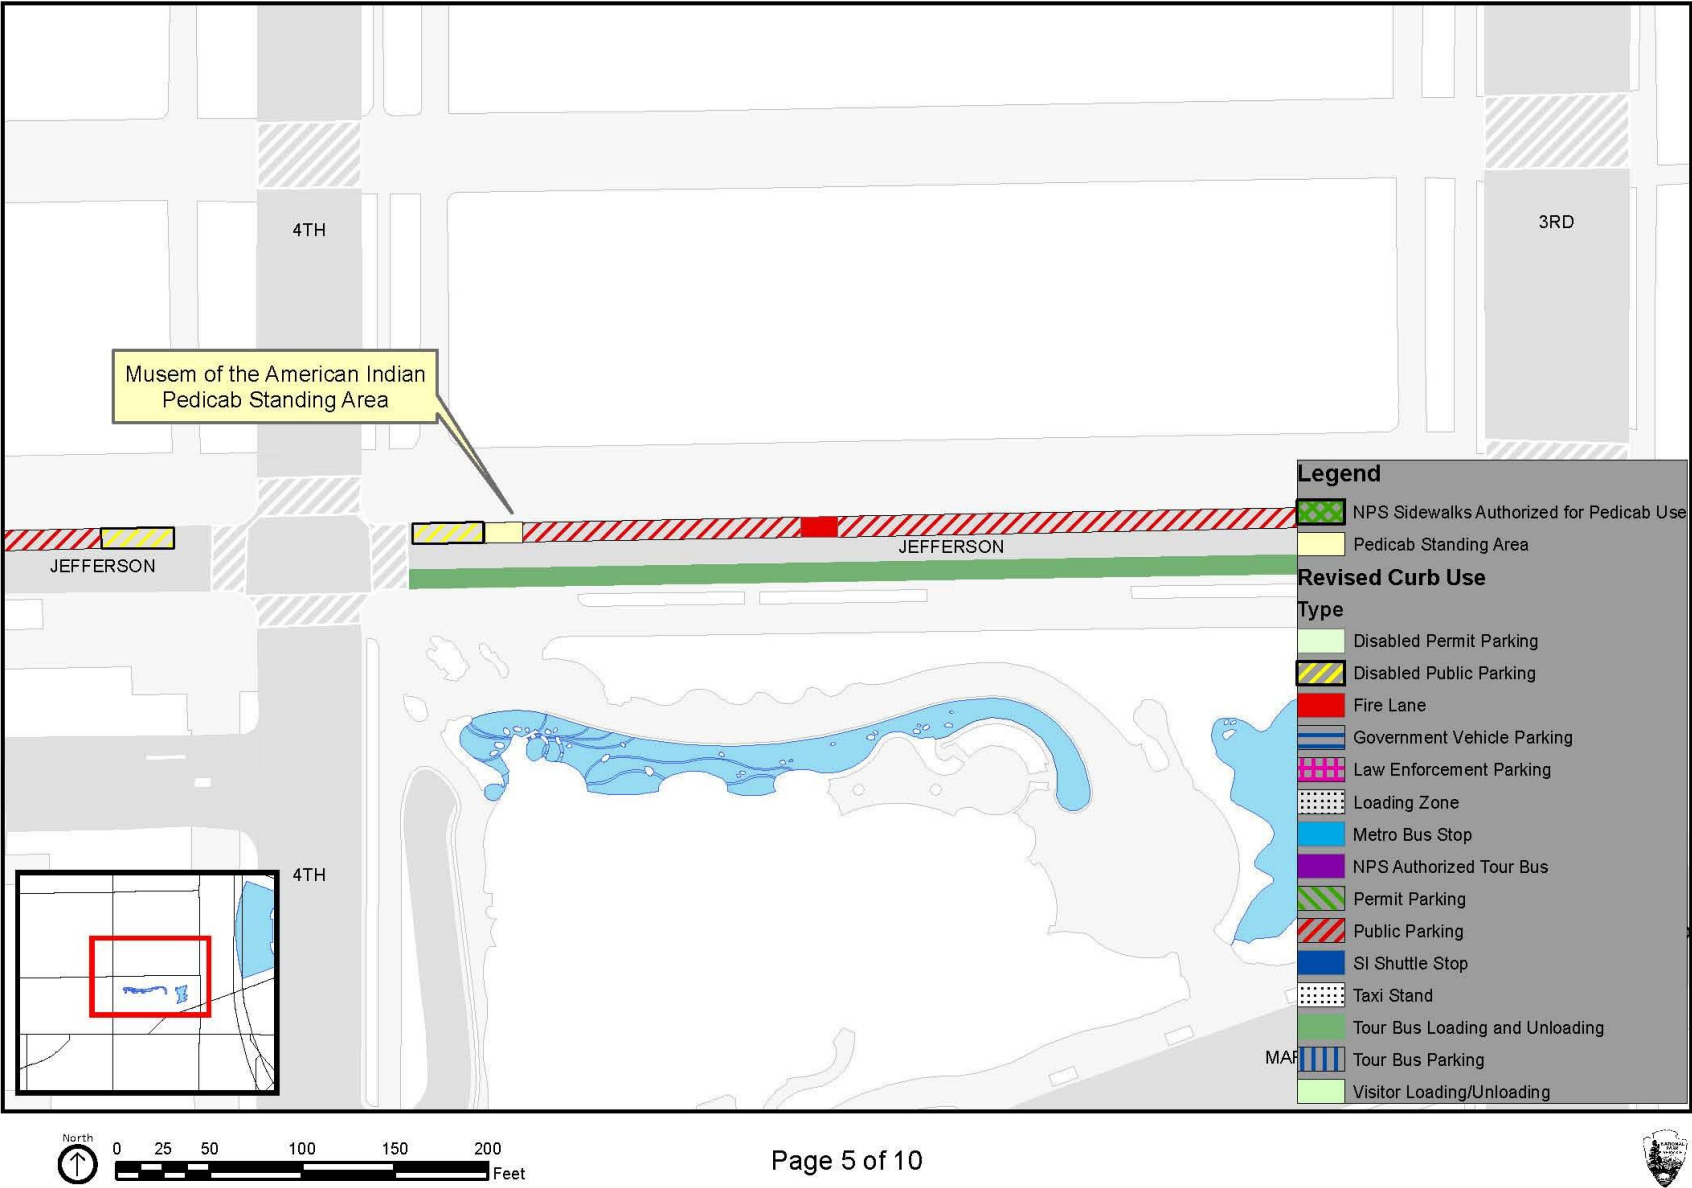 4TH
3RD
Musem of the American Indian
Pedicab Standing Area
JEFFERSON
JEFFERSON
4TH
MAR
Legend
NPS Sidewalks Authorized for Pedicab Use
Pedicab Standing Area
Revised Curb Use
Type
Disabled Permit Parking
Disabled Public Parking
Fire Lane
Government Vehicle Parking
Law Enforcement Parking
Loading Zone
Metro Bus Stop
NPS Authorized Tour Bus
Permit Parking
Public Parking
SI Shuttle Stop
Taxi Stand
Tour Bus Loading and Unloading
Tour Bus Parking
Visitor Loading/Unloading
North
0 25 50 100 150 200
Feet
Page 5 of 10
NATIONAL
PARK
SERVICE